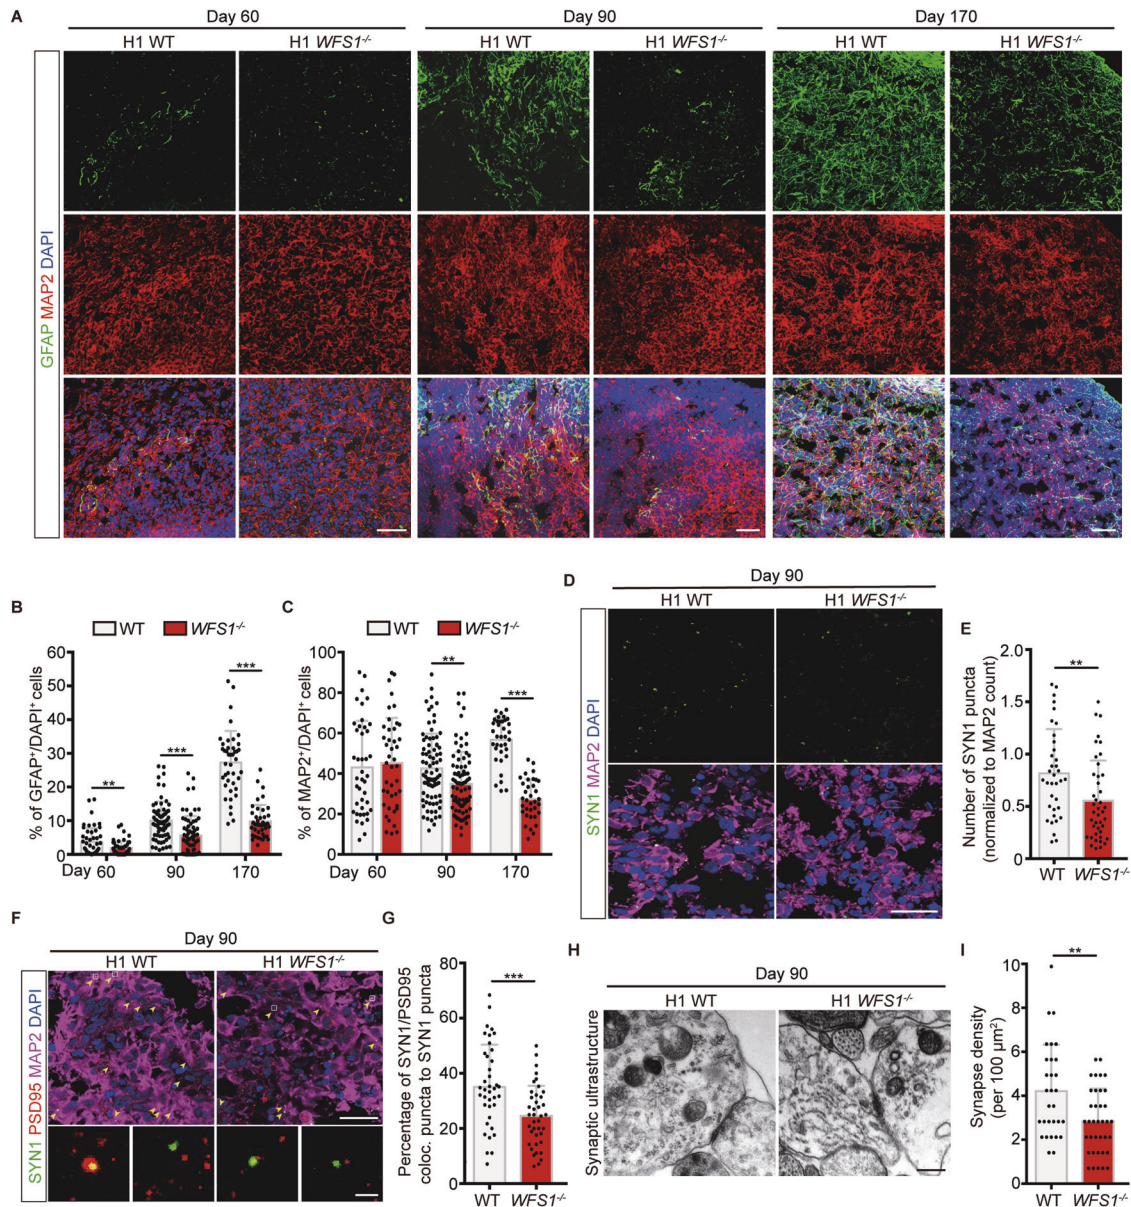 A
Day 60
Day 90
Day 170
H1 WT
H1 WFS1-/-
H1 WT
H1 WFS1-/-
H1 WT
H1 WFS1-/-
GFAP MAP2 DAPI
B
WT
WFS1-/-
% of GFAP+/DAPI+ cells
60
50
40
30
20
10
0
**
***
***
Day 60
90
170
C
WT
WFS1-/-
% of MAP2+/DAPI+ cells
100
80
60
40
20
0
**
***
Day 60
90
170
D
Day 90
H1 WT
H1 WFS1-/-
SYN1 MAP2 DAPI
E
Number of SYN1 puncta
(normalized to MAP2 count)
2.0
1.5
1.0
0.5
0
**
WT
WFS1-/-
F
Day 90
H1 WT
H1 WFS1-/-
SYN1 PSD95 MAP2 DAPI
G
Percentage of SYN1/PSD95
coloc. puncta to SYN1 puncta
80
60
40
20
0
***
WT
WFS1-/-
H
Day 90
H1 WT
H1 WFS1-/-
Synaptic ultrastructure
I
Synapse density
(per 100 µm²)
10
8
6
4
2
0
**
WT
WFS1-/-